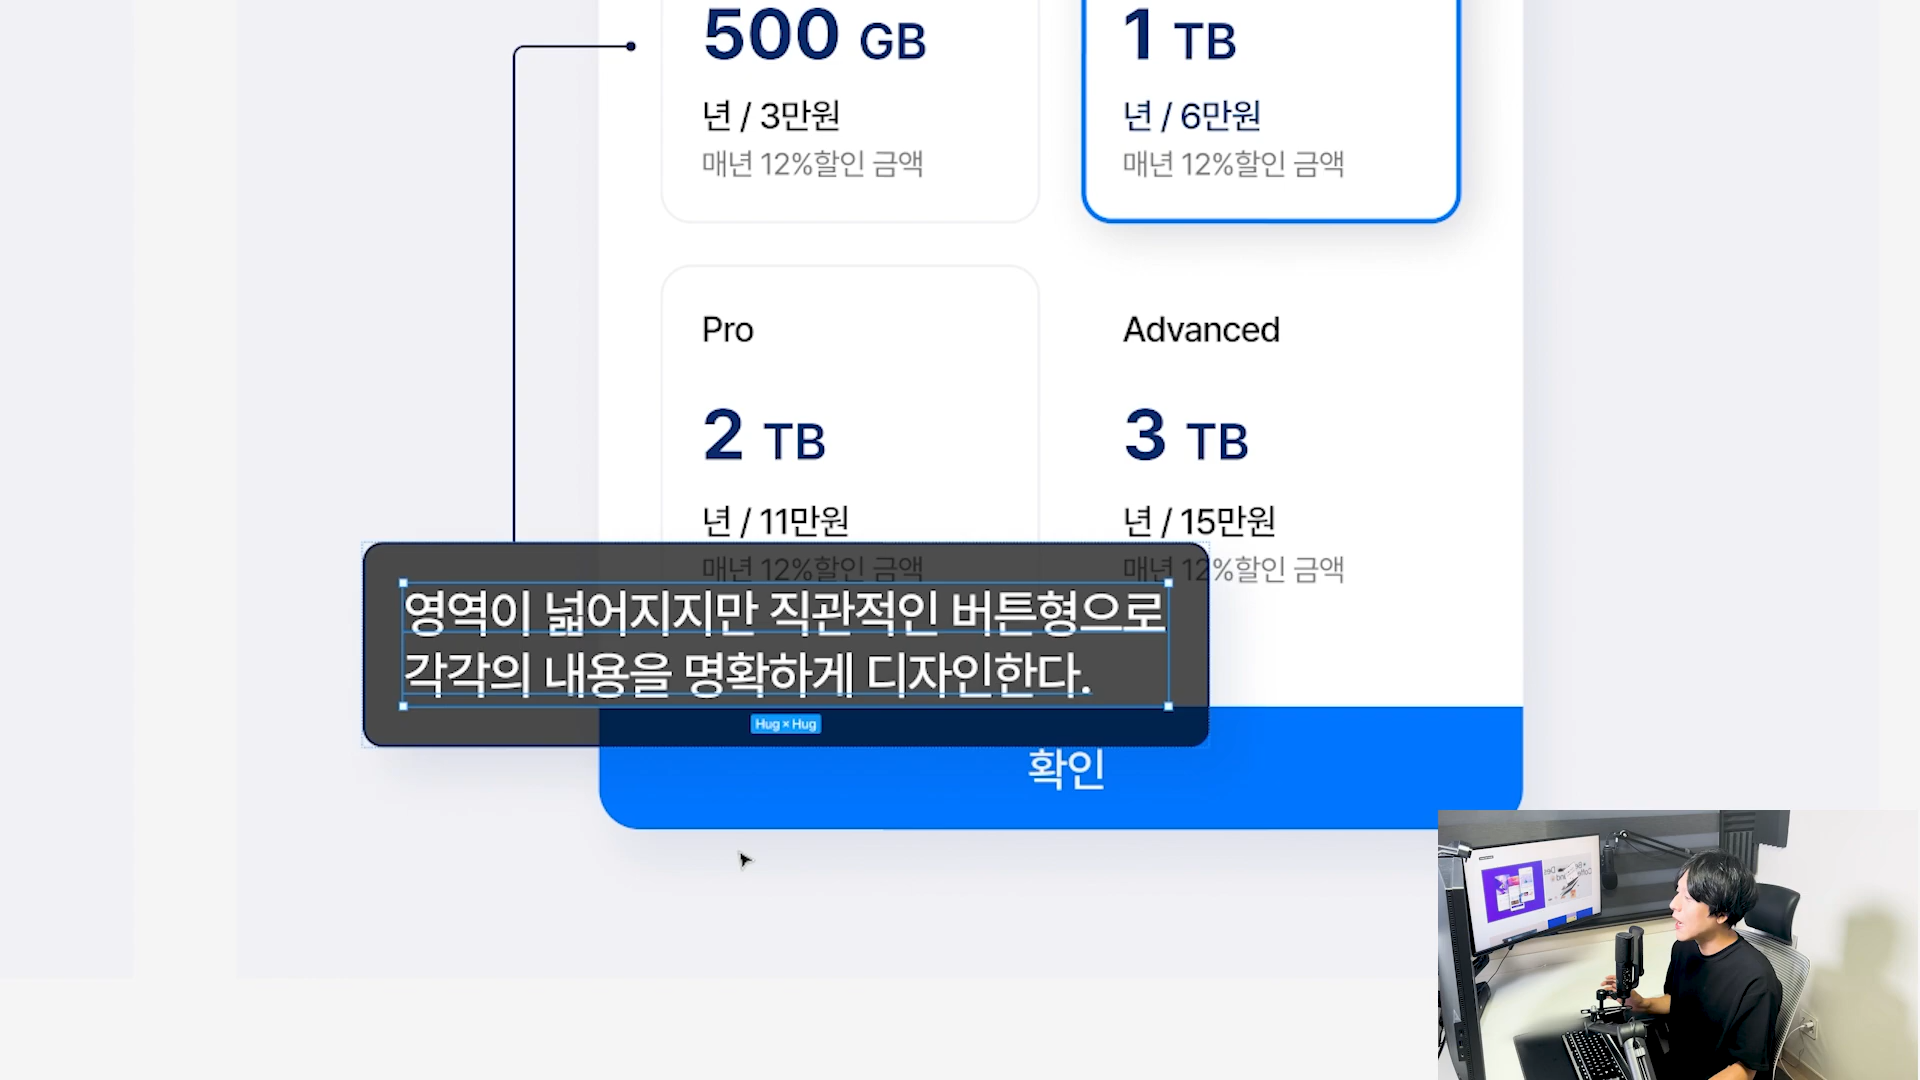 500 GB
년 / 3만원
매년 12%할인 금액
1 TB
년 / 6만원
매년 12%할인 금액
Pro
2 TB
년 / 11만원
매년 12%할인 금액
Advanced
3 TB
년 / 15만원
매년 12%할인 금액
영역이 넓어지지만 직관적인 버튼형으로
각각의 내용을 명확하게 디자인한다.
Hug × Hug
확인